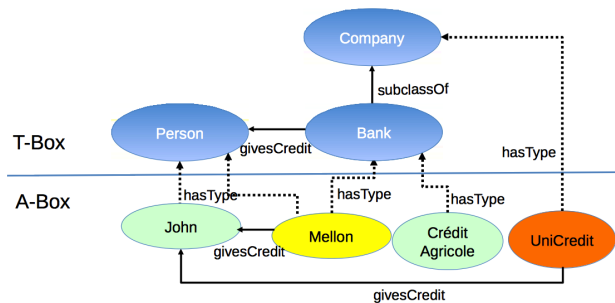 Company
subclassOf
Person
givesCredit
Bank
T-Box
hasType
A-Box
hasType
hasType
hasType
John
givesCredit
Mellon
Crédit
Agricole
UniCredit
givesCredit